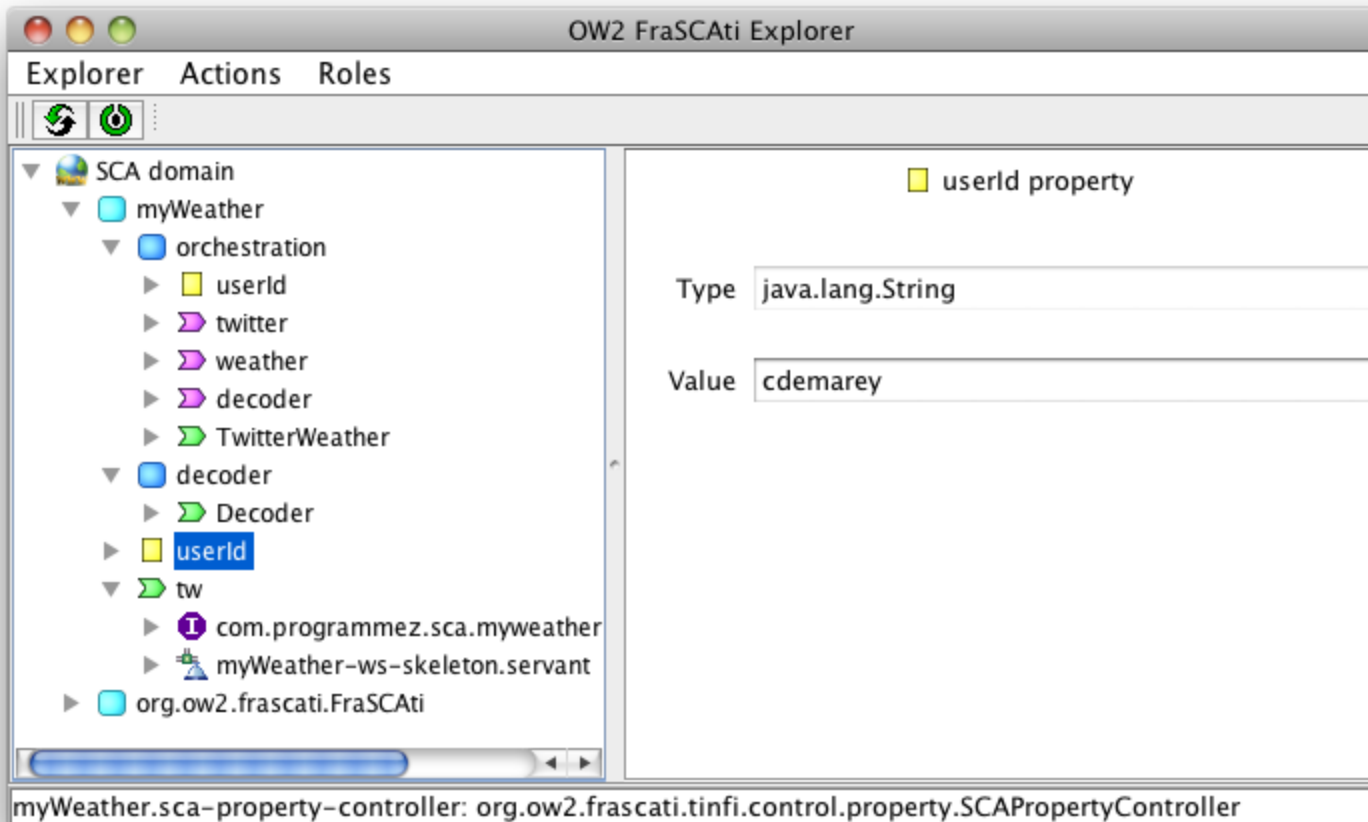 OW2 FraSCAti Explorer
Explorer Actions Roles
SCA domain
myWeather
orchestration
userId
twitter
weather
decoder
TwitterWeather
decoder
Decoder
userId
tw
com.programmez.sca.myweather
myWeather-ws-skeleton.servant
org.ow2.frascati.FraSCAti
userId property
Type java.lang.String
Value cdemarey
myWeather.sca-property-controller: org.ow2.frascati.tinfi.control.property.SCAPropertyController